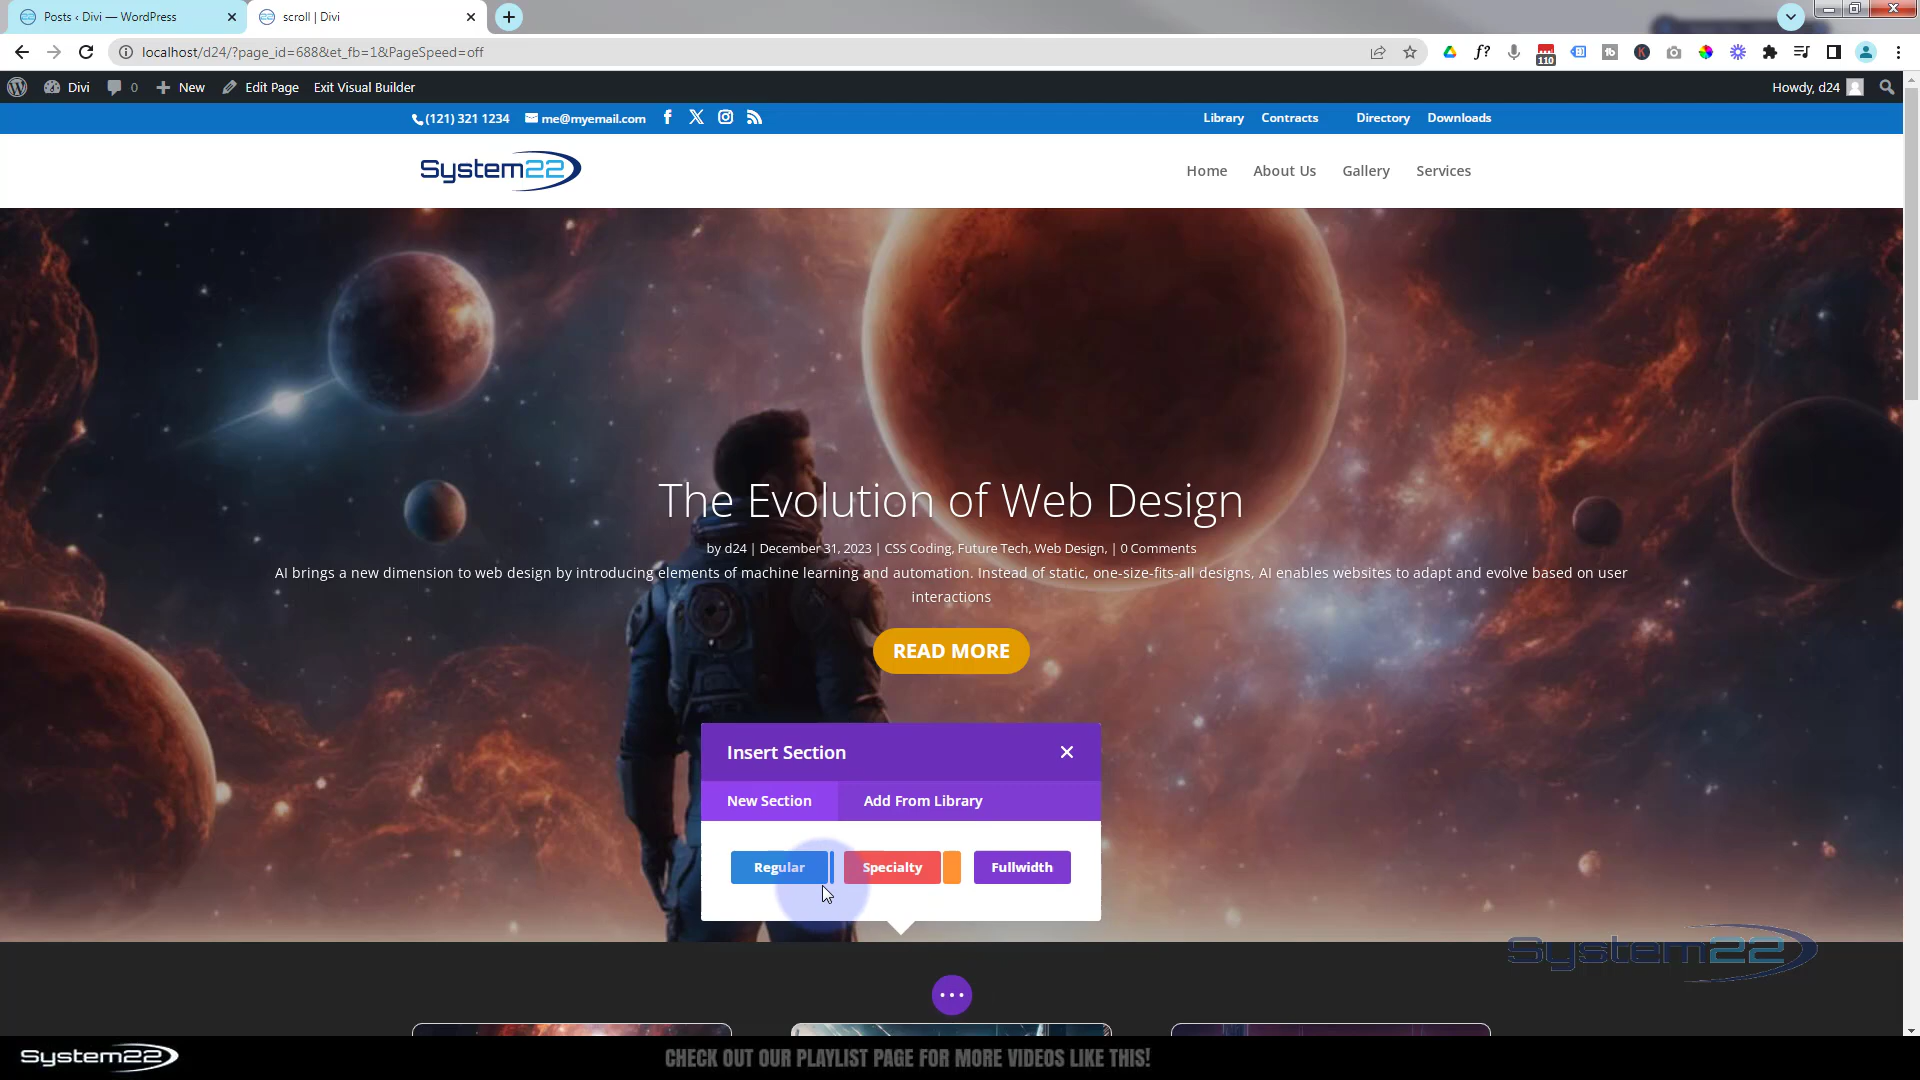 Posts ‹ Divi — WordPress
scroll | Divi
localhost/d24/?page_id=688&et_fb=1&PageSpeed=off
f?
110
Divi
0
New
Edit Page
Exit Visual Builder
Howdy, d24
(121) 321 1234
me@myemail.com
Library
Contracts
Directory
Downloads
System22
Home
About Us
Gallery
Services
The Evolution of Web Design
by d24 | December 31, 2023 | CSS Coding, Future Tech, Web Design, | 0 Comments
AI brings a new dimension to web design by introducing elements of machine learning and automation. Instead of static, one-size-fits-all designs, AI enables websites to adapt and evolve based on user
interactions
READ MORE
Insert Section
New Section
Add From Library
Regular
Specialty
Fullwidth
System22
System22
CHECK OUT OUR PLAYLIST PAGE FOR MORE VIDEOS LIKE THIS!